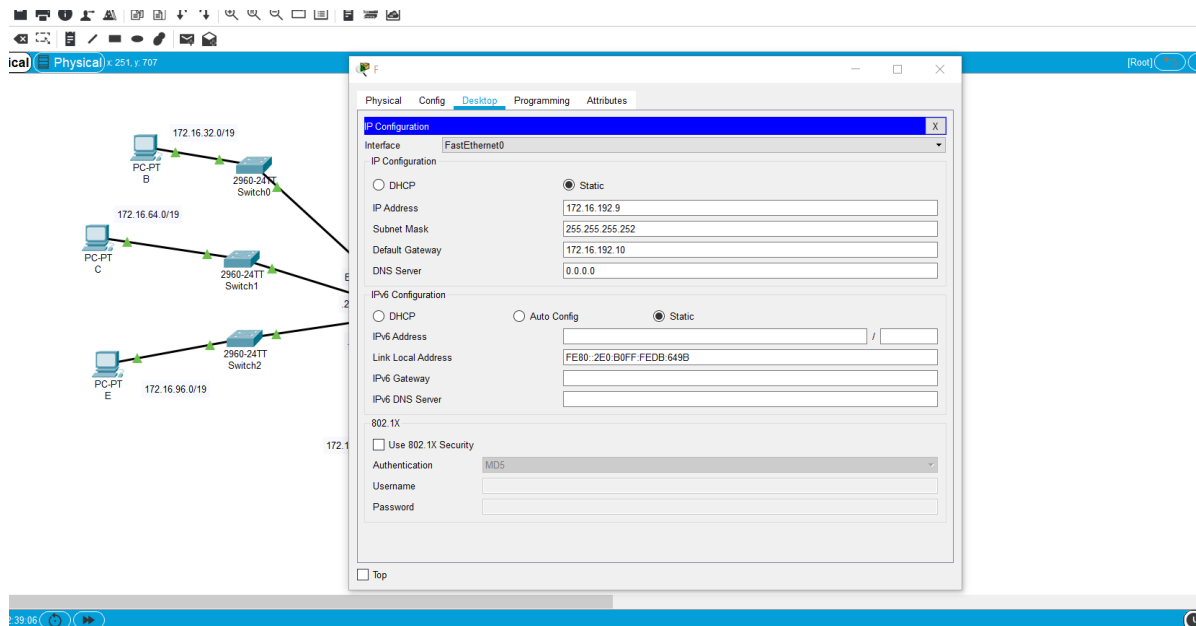 ical) Physical x: 251, y: 707
[Root]
F
Physical Config Desktop Programming Attributes
IP Configuration X
Interface FastEthernet0
IP Configuration
DHCP Static
IP Address 172.16.192.9
Subnet Mask 255.255.255.252
Default Gateway 172.16.192.10
DNS Server 0.0.0.0
IPv6 Configuration
DHCP Auto Config Static
IPv6 Address /
Link Local Address FE80::2E0:B0FF:FEDB:649B
IPv6 Gateway
IPv6 DNS Server
802.1X
Use 802.1X Security
Authentication MD5
Username
Password
Top
172.16.32.0/19
PC-PT
B
2960-24TT
Switch0
172.16.64.0/19
PC-PT
C
2960-24TT
Switch1
2960-24TT
Switch2
PC-PT
E
172.16.96.0/19
172.1
2:39:06